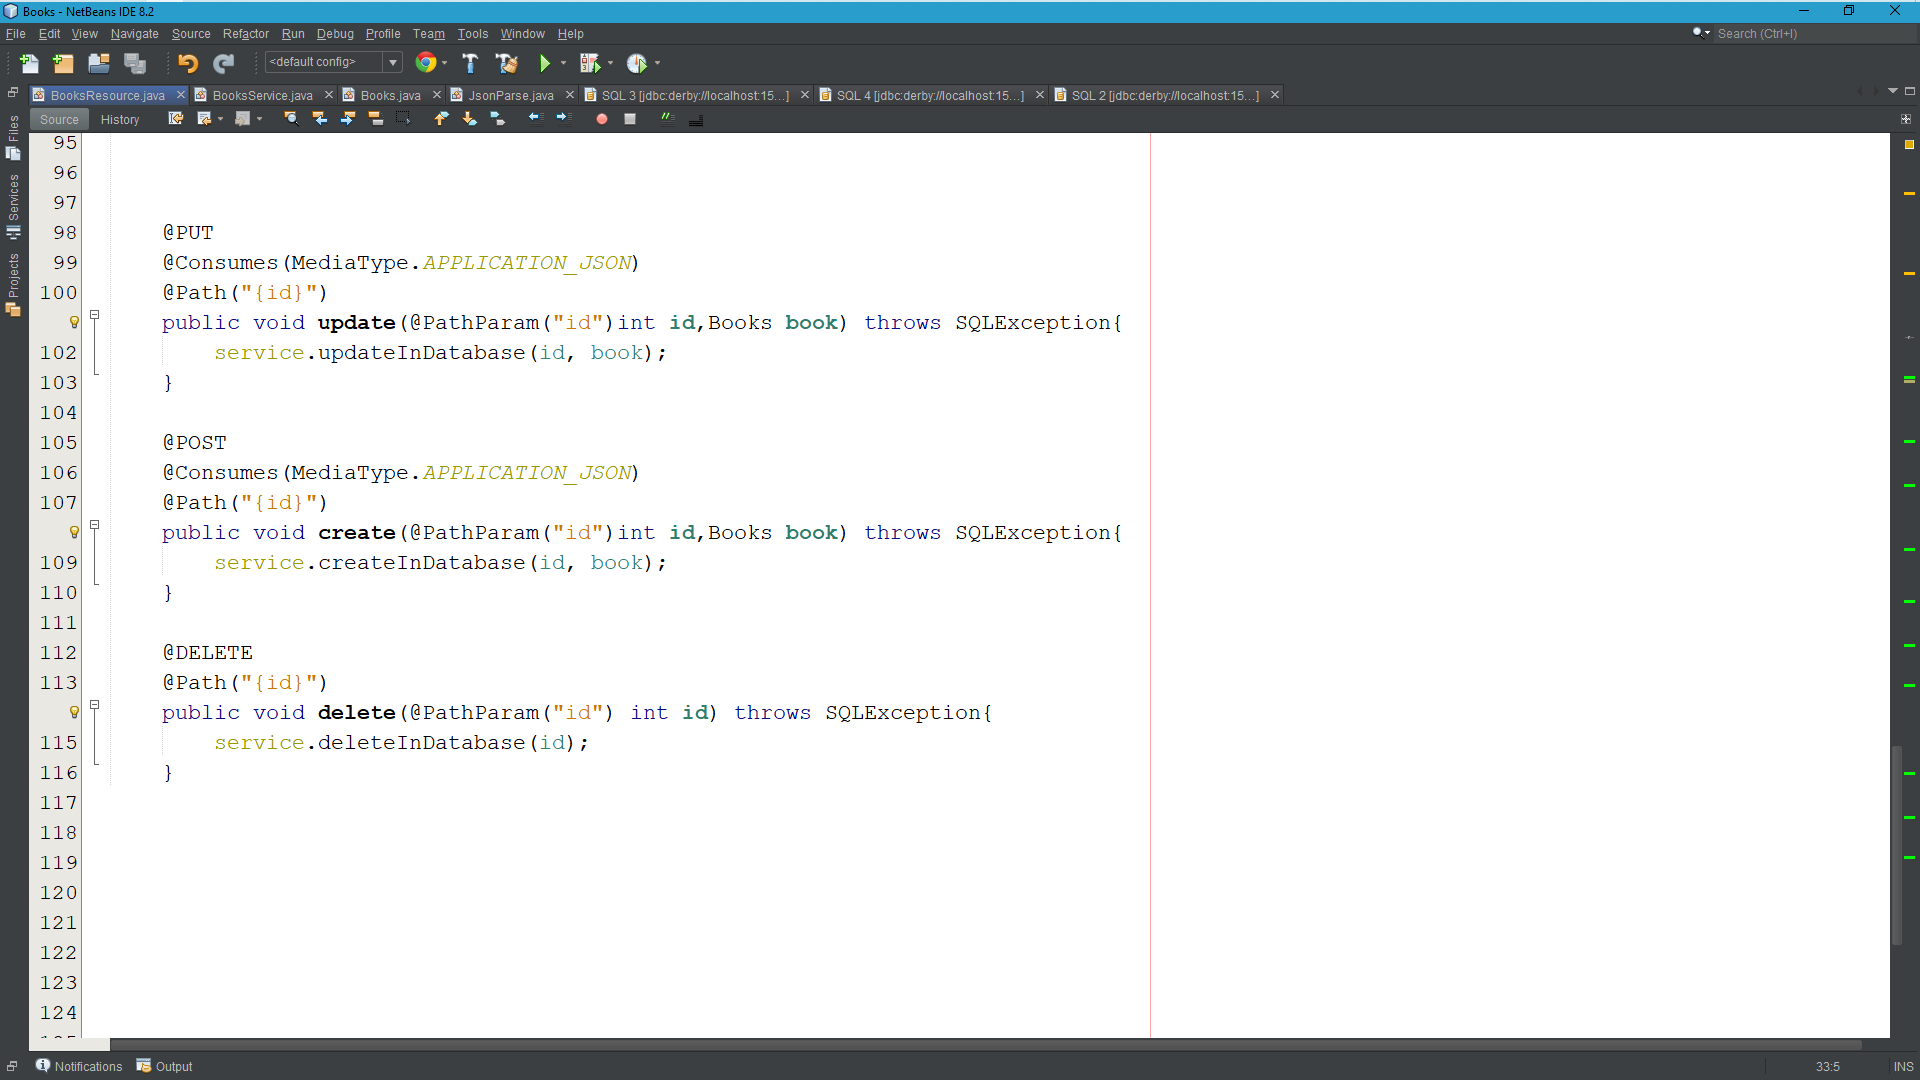 Books - NetBeans IDE 8.2
File Edit View Navigate Source Refactor Run Debug Profile Team Tools Window Help
Search (Ctrl+I)
<default config>
BooksResource.java BooksService.java Books.java JsonParse.java SQL 3 [jdbc:derby://localhost:15...] SQL 4 [jdbc:derby://localhost:15...] SQL 2 [jdbc:derby://localhost:15...]
Source History
Files
Services
Projects
95
96
97
98 @PUT
99 @Consumes(MediaType.APPLICATION_JSON)
100 @Path("{id}")
public void update(@PathParam("id")int id,Books book) throws SQLException{
102 service.updateInDatabase(id, book);
103 }
104
105 @POST
106 @Consumes(MediaType.APPLICATION_JSON)
107 @Path("{id}")
public void create(@PathParam("id")int id,Books book) throws SQLException{
109 service.createInDatabase(id, book);
110 }
111
112 @DELETE
113 @Path("{id}")
public void delete(@PathParam("id") int id) throws SQLException{
115 service.deleteInDatabase(id);
116 }
117
118
119
120
121
122
123
124
Notifications Output
33:5 INS